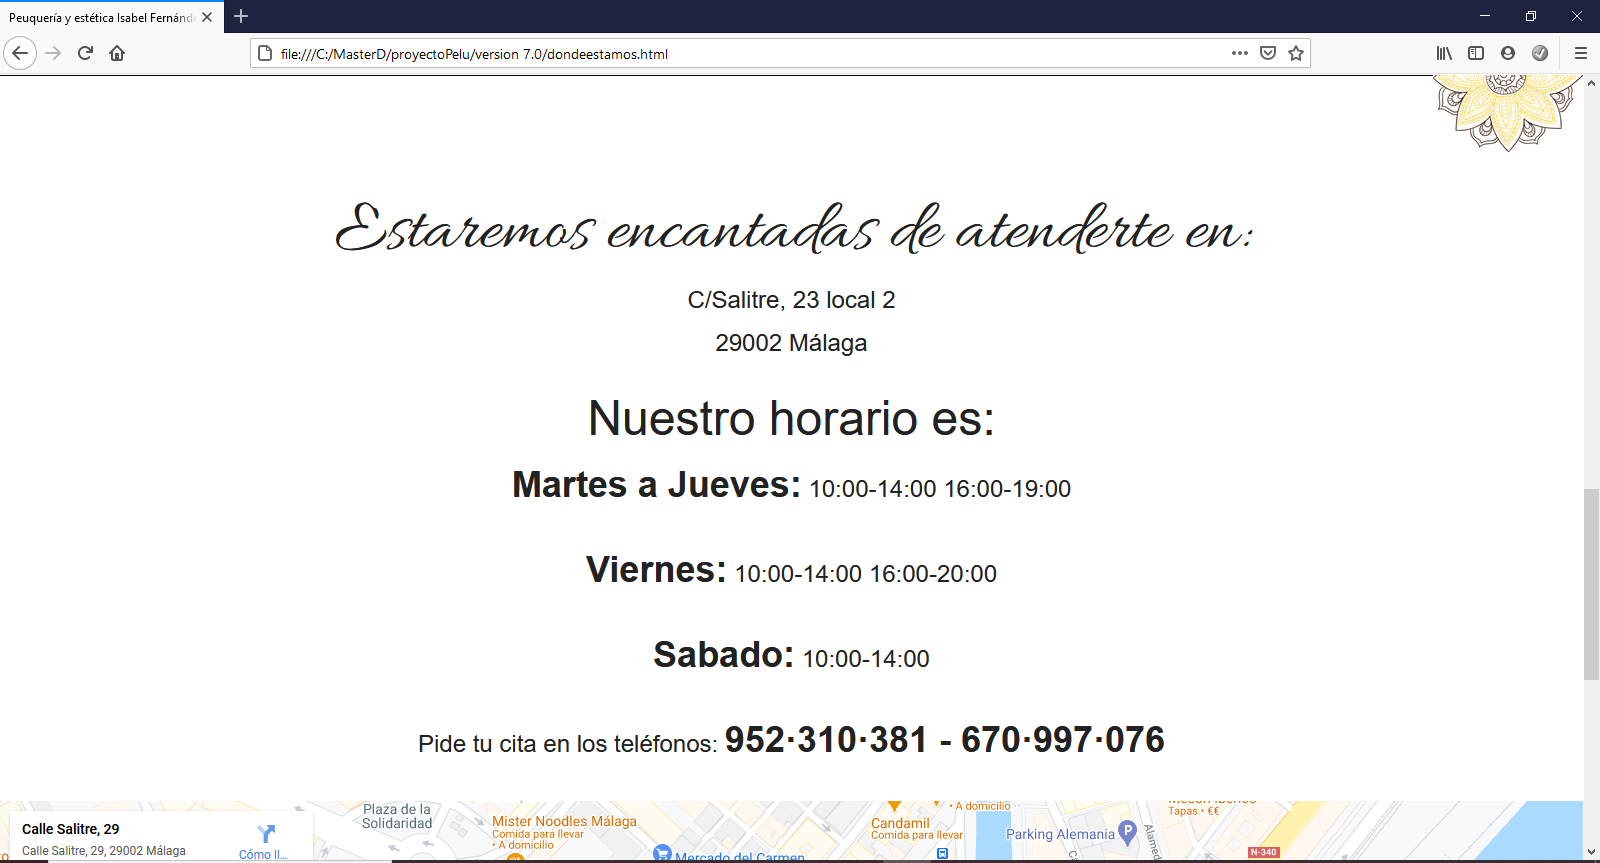 Peuquería y estética Isabel Fernánd
file:///C:/MasterD/proyectoPelu/version 7.0/dondeestamos.html
Estaremos encantadas de atenderte en:
C/Salitre, 23 local 2
29002 Málaga
Nuestro horario es:
Martes a Jueves: 10:00-14:00 16:00-19:00
Viernes: 10:00-14:00 16:00-20:00
Sabado: 10:00-14:00
Pide tu cita en los teléfonos: 952·310·381 - 670·997·076
Calle Salitre, 29
Calle Salitre, 29, 29002 Málaga
Cómo ll...
Plaza de la
Solidaridad
Mister Noodles Málaga
Comida para llevar
• A domicilio
Mercado del Carmen
• A domicilio
Candamil
Comida para llevar
Parking Alemania
P
Alamed
Tapas • €€
N-340